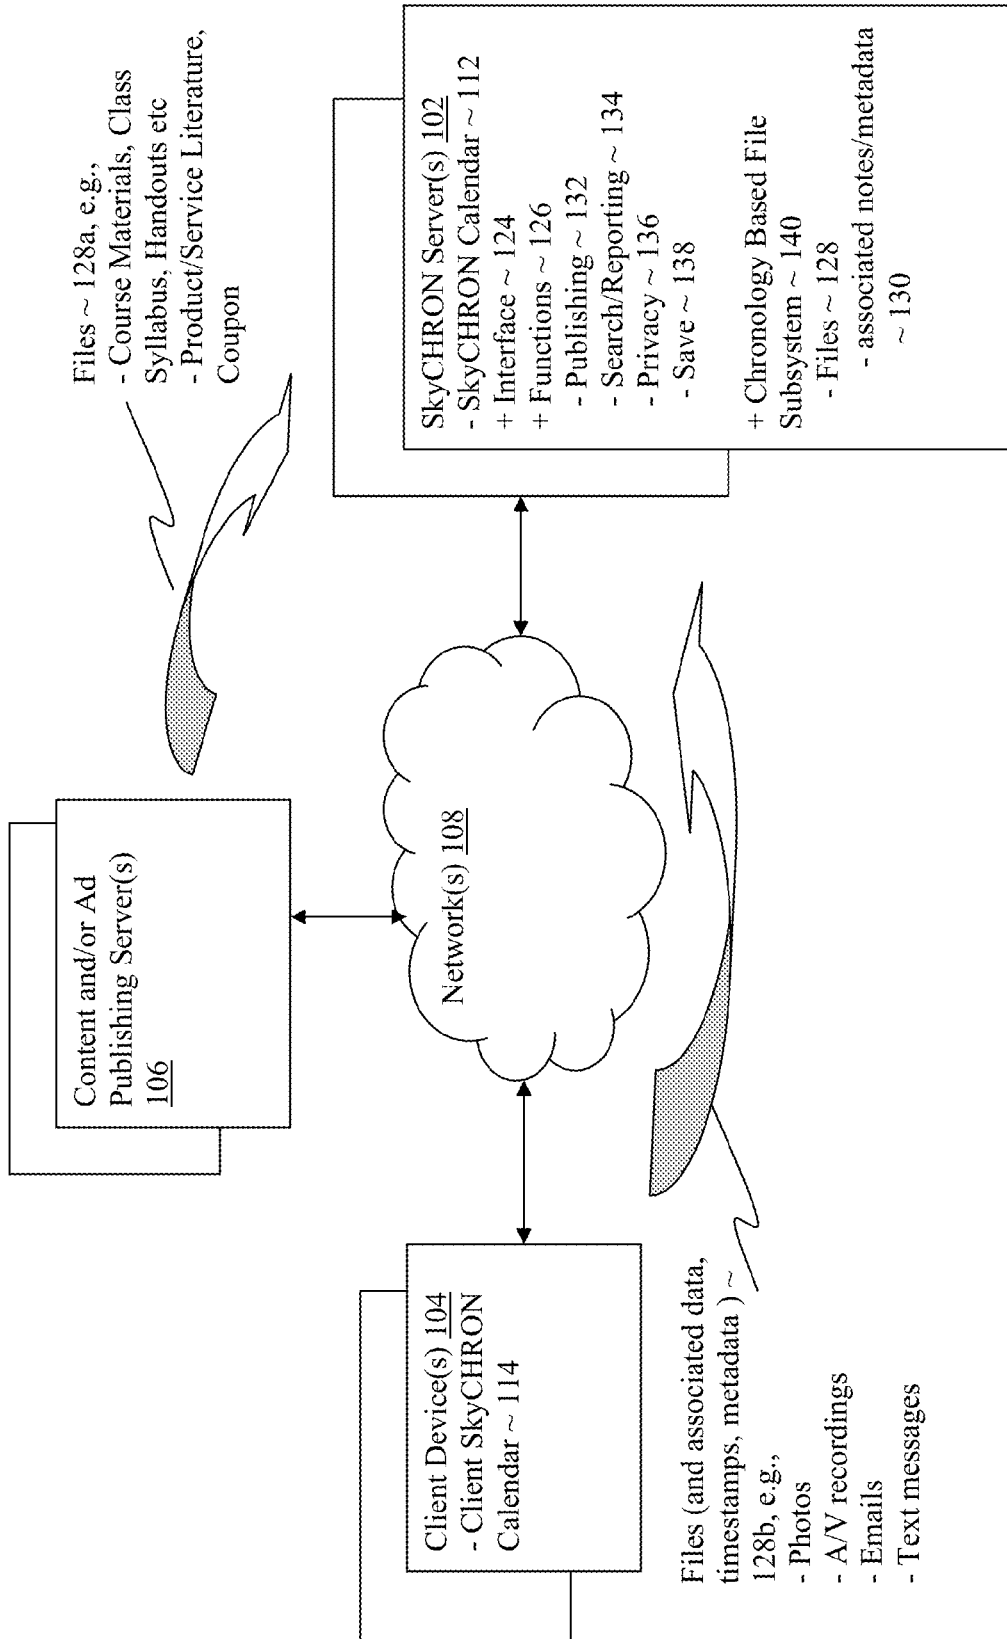 Files ~ 128a, e.g.,
- Course Materials, Class
Syllabus, Handouts etc
- Product/Service Literature,
Coupon
Content and/or Ad
Publishing Server(s)
106
SkyCHRON Server(s) 102
- SkyCHRON Calendar ~ 112
+ Interface ~ 124
+ Functions ~ 126
- Publishing ~ 132
- Search/Reporting ~ 134
- Privacy ~ 136
- Save ~ 138
+ Chronology Based File
Subsystem ~ 140
- Files ~ 128
- associated notes/metadata
~ 130
Network(s) 108
Client Device(s) 104
- Client SkyCHRON
Calendar ~ 114
Files (and associated data,
timestamps, metadata ) ~
128b, e.g.,
- Photos
- A/V recordings
- Emails
- Text messages